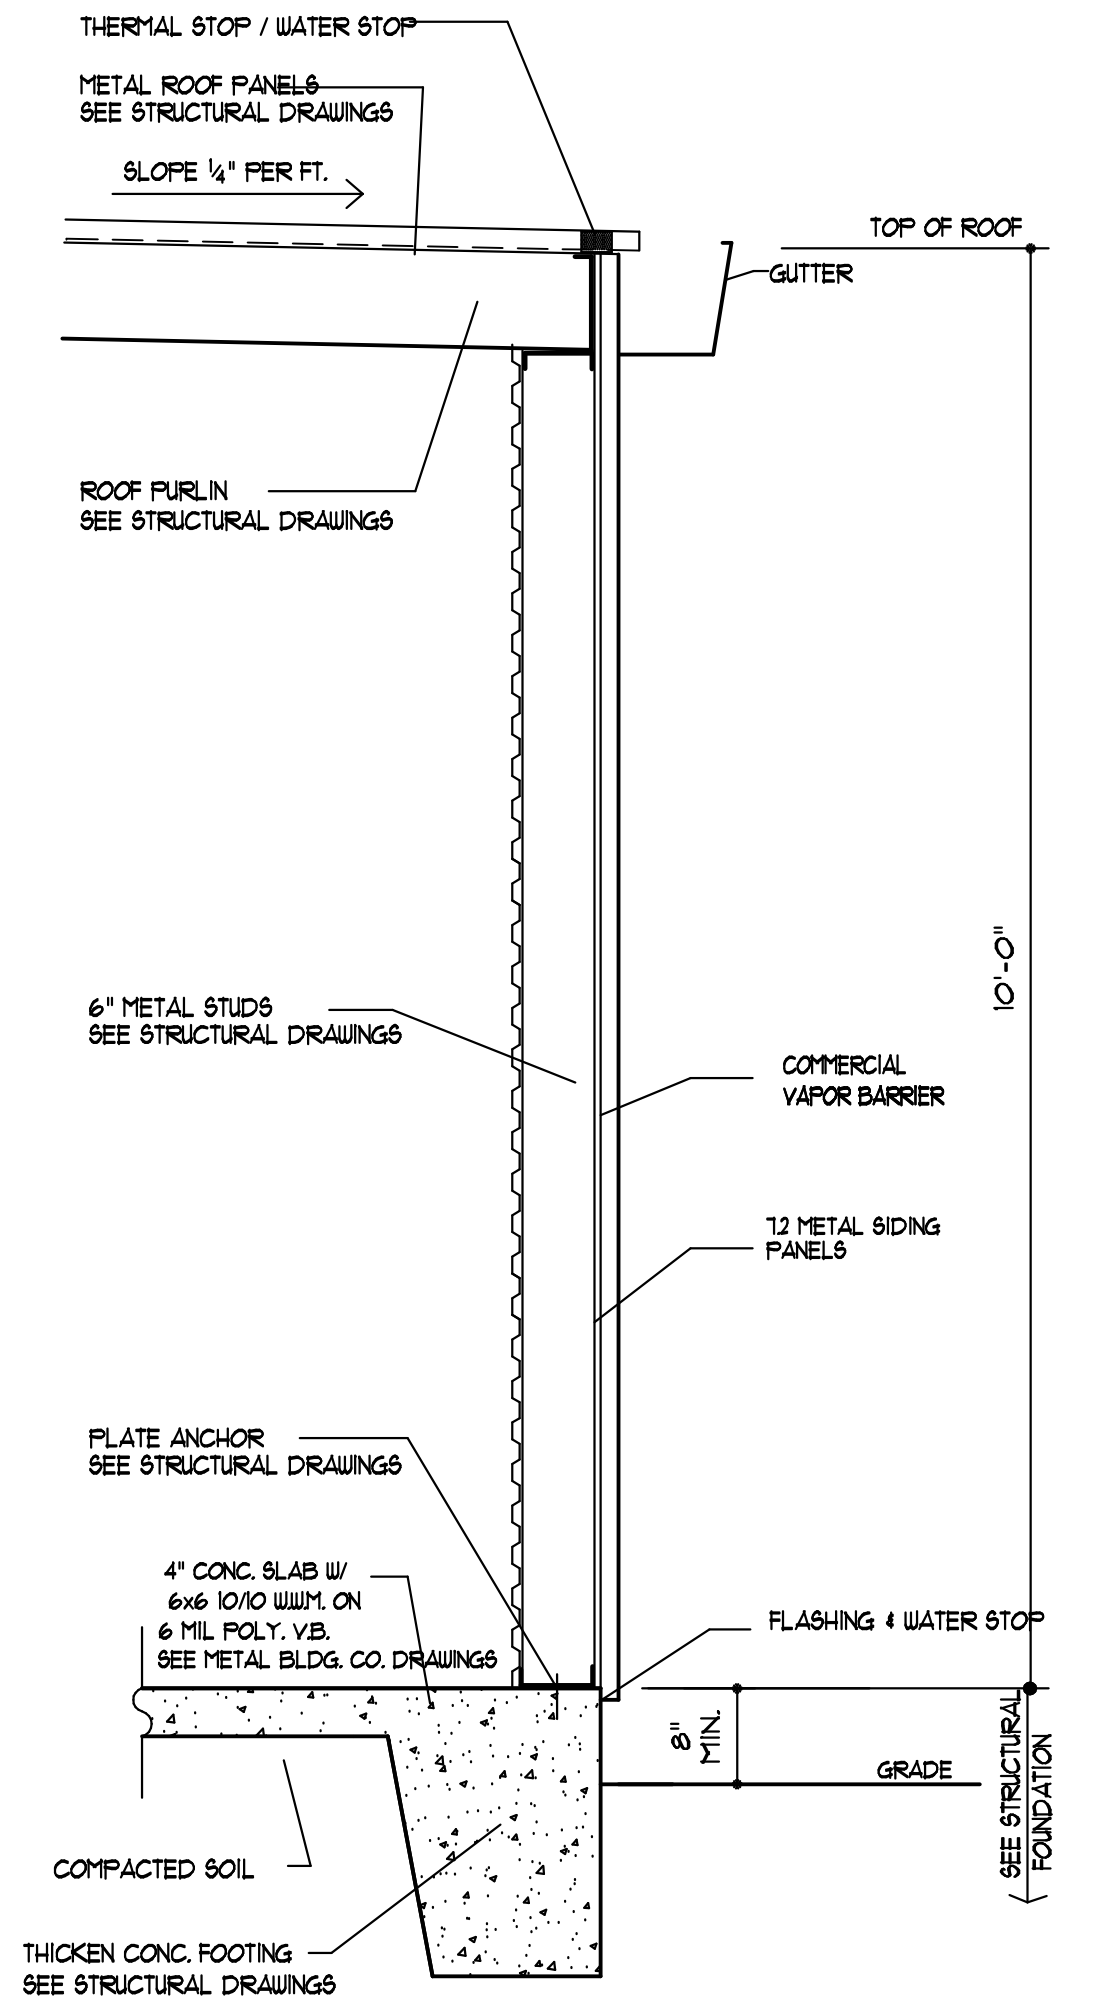 THERMAL STOP / WATER STOP
METAL ROOF PANELS
SEE STRUCTURAL DRAWINGS
SLOPE ¼" PER FT.
TOP OF ROOF
GUTTER
ROOF PURLIN
SEE STRUCTURAL DRAWINGS
10'-0"
6" METAL STUDS
SEE STRUCTURAL DRAWINGS
COMMERCIAL
VAPOR BARRIER
7.2 METAL SIDING
PANELS
PLATE ANCHOR
SEE STRUCTURAL DRAWINGS
4" CONC. SLAB W/
6x6 10/10 W.W.M. ON
6 MIL POLY. V.B.
SEE METAL BLDG. CO. DRAWINGS
FLASHING & WATER STOP
8"
MIN.
GRADE
SEE STRUCTURAL
FOUNDATION
COMPACTED SOIL
THICKEN CONC. FOOTING
SEE STRUCTURAL DRAWINGS